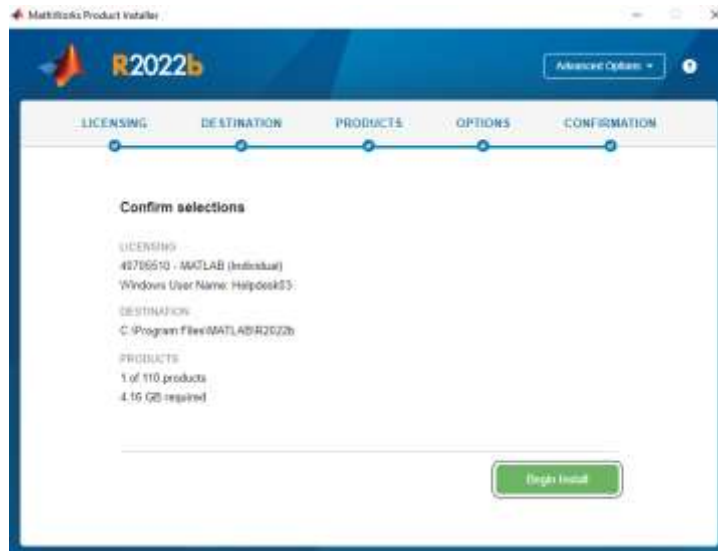 MathWorks Product Installer
R2022b
Advanced Options
?
LICENSING DESTINATION PRODUCTS OPTIONS CONFIRMATION
Confirm selections
LICENSING
40705510 - MATLAB (Individual)
Windows User Name: Helpdesk03
DESTINATION
C:\Program Files\MATLAB\R2022b
PRODUCTS
1 of 110 products
4.16 GB required
Begin Install